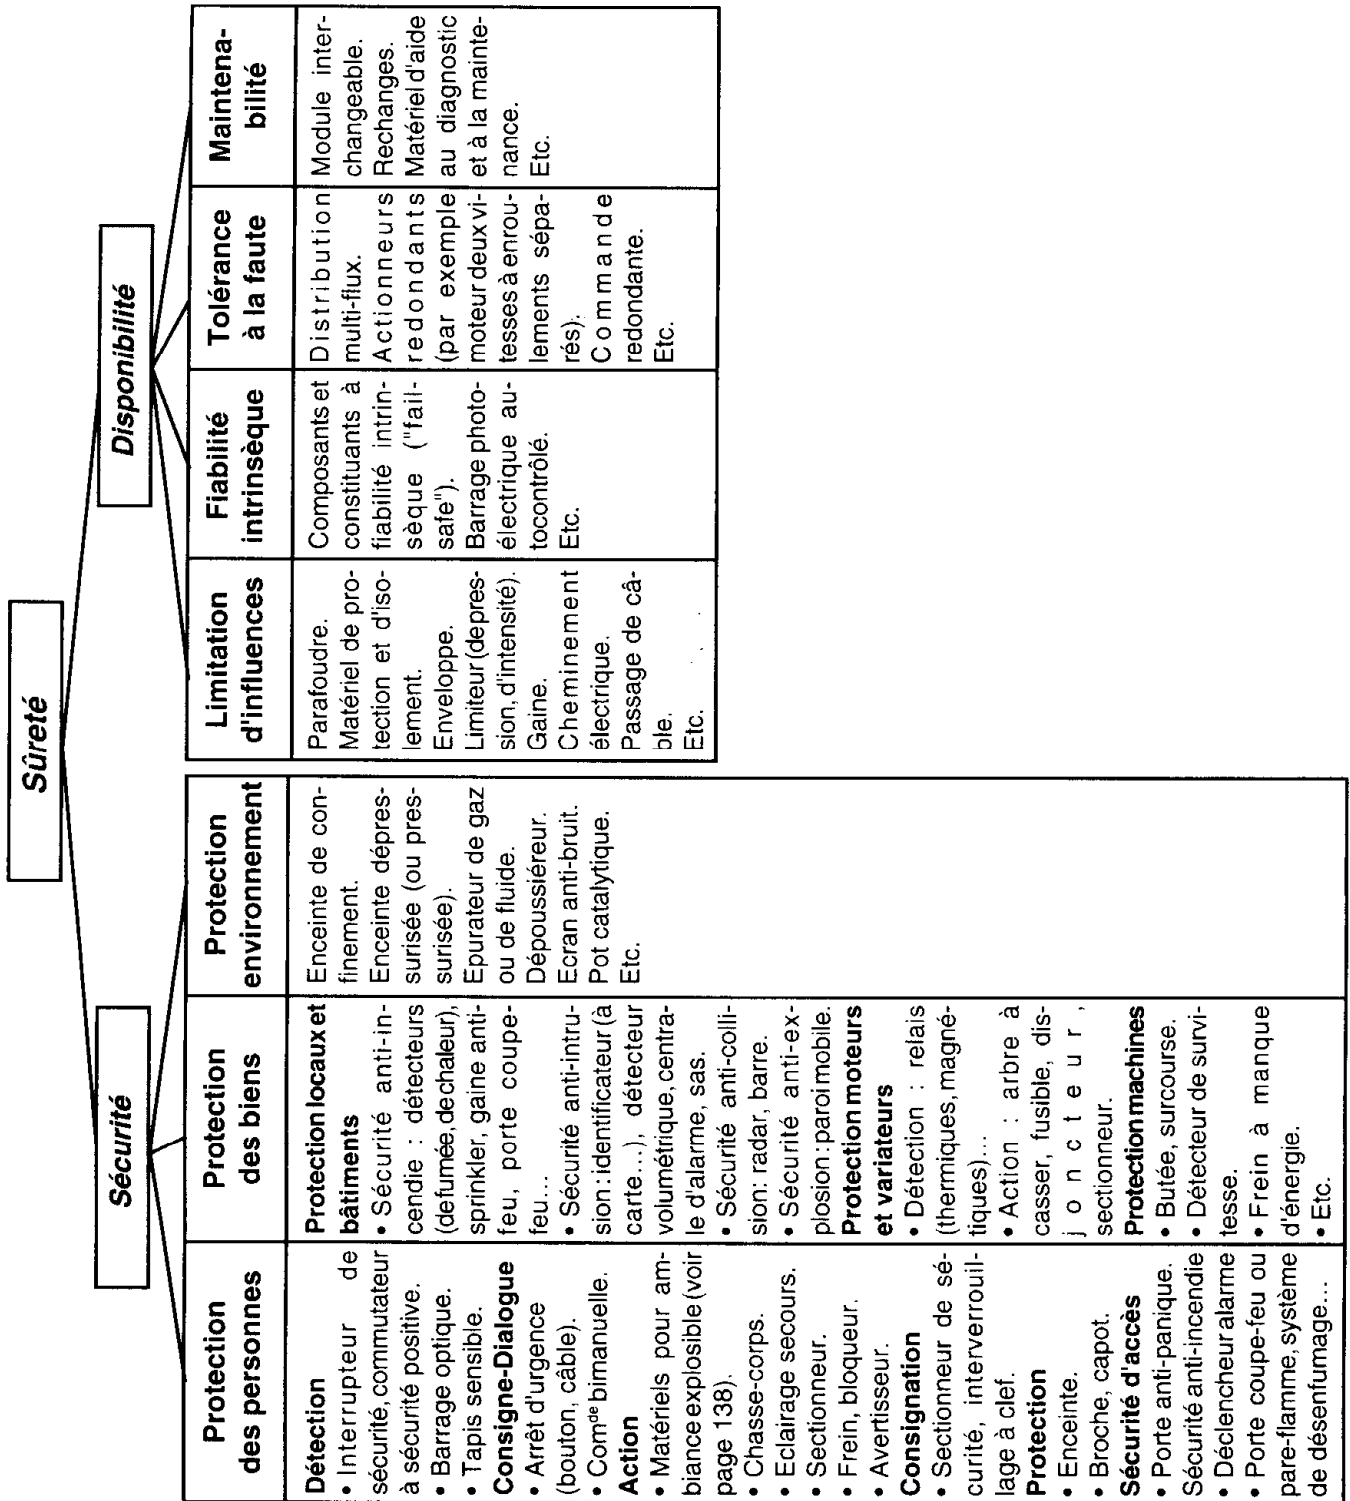 Sûreté
Sécurité
Disponibilité
Protection
des personnes
Détection
• Interrupteur de
sécurité, commutateur
à sécurité positive.
• Barrage optique.
• Tapis sensible.
Consigne-Dialogue
• Arrêt d'urgence
(bouton, câble).
• Comde bimanuelle.
Action
• Matériels pour am-
biance explosible (voir
page 138).
• Chasse-corps.
• Eclairage secours.
• Sectionneur.
• Frein, bloqueur.
• Avertisseur.
Consignation
• Sectionneur de sé-
curité, interverrouil-
lage à clef.
Protection
• Enceinte.
• Broche, capot.
Sécurité d'accès
• Porte anti-panique.
Sécurité anti-incendie
• Déclencheur alarme
• Porte coupe-feu ou
pare-flamme, système
de désenfumage...
Protection
des biens
Protection locaux et
bâtiments
• Sécurité anti-in-
cendie : détecteurs
(de fumée, de chaleur),
sprinkler, gaine anti-
feu, porte coupe-
feu...
• Sécurité anti-intru-
sion : identificateur (à
carte...), détecteur
volumétrique, centra-
le d'alarme, sas.
• Sécurité anti-colli-
sion : radar, barre.
• Sécurité anti-ex-
plosion : paroi mobile.
Protection moteurs
et variateurs
• Détection : relais
(thermiques, magné-
tiques)...
• Action : arbre à
casser, fusible, dis-
joncteur,
sectionneur.
Protection machines
• Butée, surcourse.
• Détecteur de survi-
tesse.
• Frein à manque
d'énergie.
• Etc.
Protection
environnement
Enceinte de con-
finement.
Enceinte dépres-
surisée (ou pres-
surisée).
Epurateur de gaz
ou de fluide.
Dépoussiéreur.
Ecran anti-bruit.
Pot catalytique.
Etc.
Limitation
d'influences
Parafoudre.
Matériel de pro-
tection et d'iso-
lement.
Enveloppe.
Limiteur (de pres-
sion, d'intensité).
Gaine.
Cheminement
électrique.
Passage de câ-
ble.
Etc.
Fiabilité
intrinsèque
Composants et
constituants à
fiabilité intrin-
sèque ("fail-
safe").
Barrage photo-
électrique au-
tocontrôlé.
Etc.
Tolérance
à la faute
Distribution
multi-flux.
Actionneurs
redondants
(par exemple
moteur deux vi-
tesses à enrou-
lements sépa-
rés).
Commande
redondante.
Etc.
Maintena-
bilité
Module inter-
changeable.
Rechanges.
Matériel d'aide
au diagnostic
et à la mainte-
nance.
Etc.